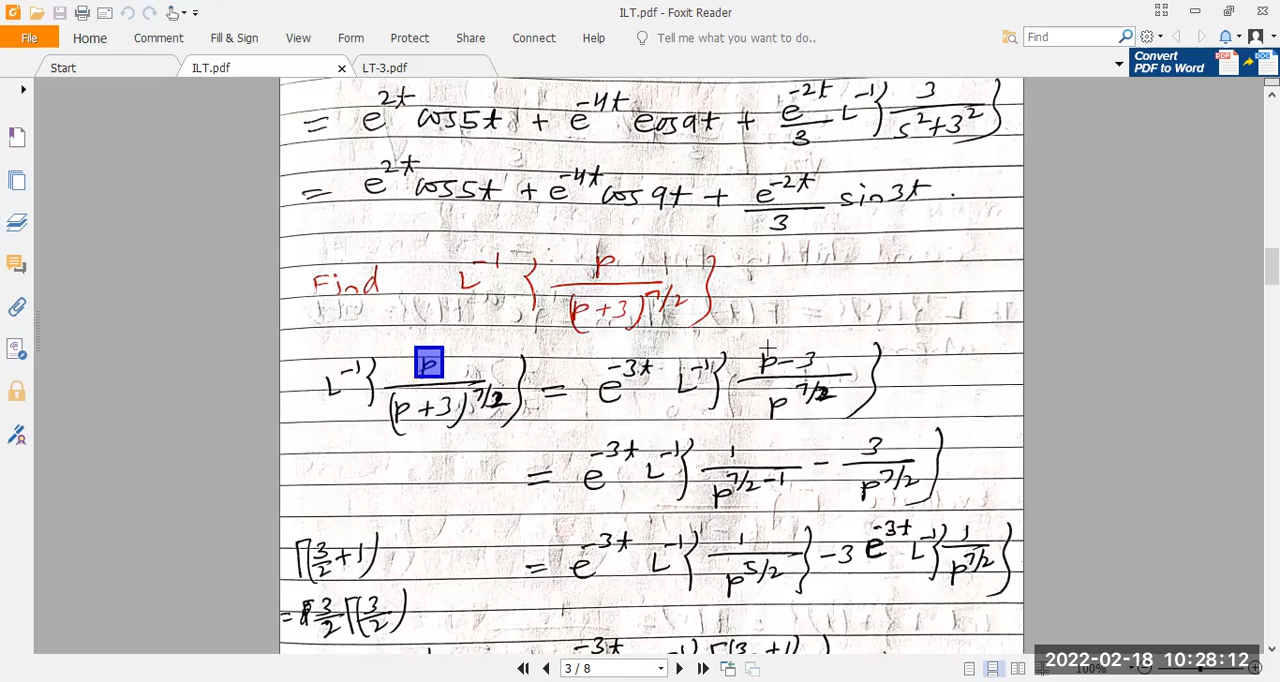 ILT.pdf - Foxit Reader
File Home Comment Fill & Sign View Form Protect Share Connect Help Tell me what you want to do.. Find
Start ILT.pdf x LT-3.pdf
Convert PDF to Word
= e^{2t} cos5t + e^{-4t} cos9t + e^{-2t}/3 L^{-1}{3/(s^2+3^2)}
= e^{2t} cos5t + e^{-4t} cos9t + e^{-2t}/3 sin3t .
Find L^{-1}{p/(p+3)^{7/2}}
L^{-1}{p/(p+3)^{7/2}} = e^{-3t} L^{-1}{(p-3)/p^{7/2}}
= e^{-3t} L^{-1}{1/p^{7/2-1} - 3/p^{7/2}}
Γ(3/2+1) = e^{-3t} L^{-1}{1/p^{5/2}} - 3 e^{-3t} L^{-1}{1/p^{7/2}}
= 3/2 Γ(3/2)
3 / 8
2022-02-18 10:28:12